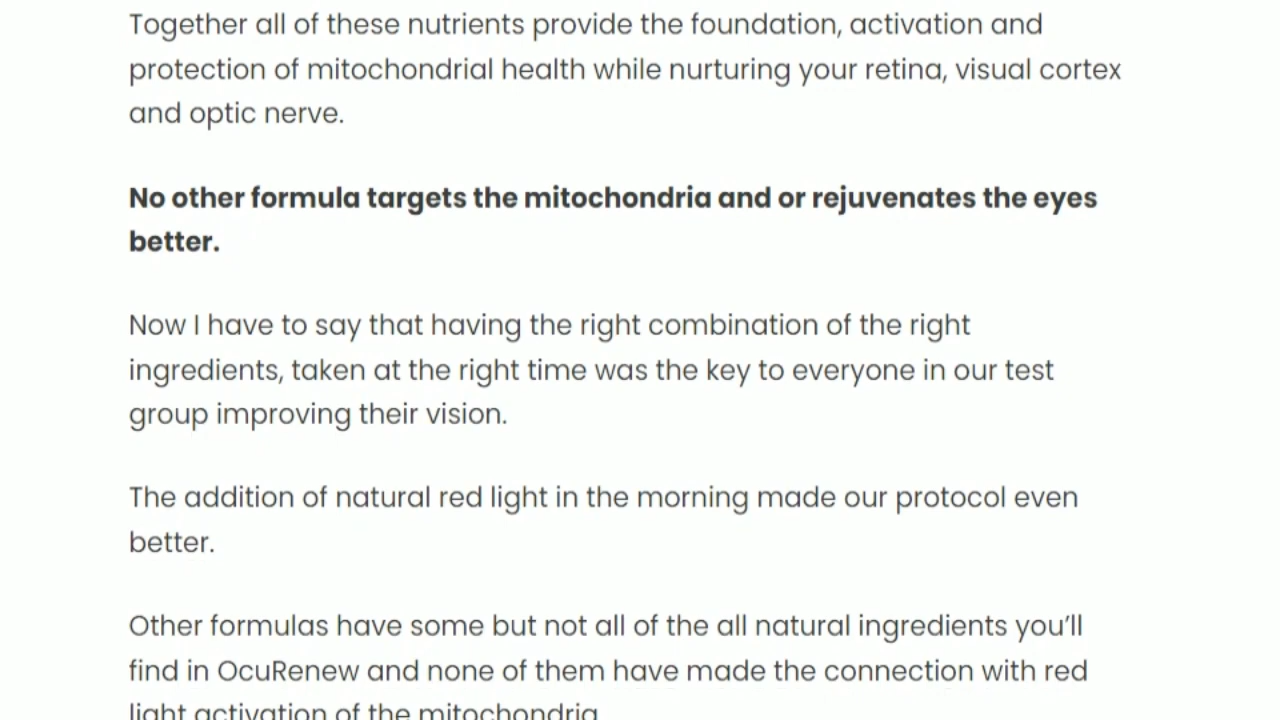 Together all of these nutrients provide the foundation, activation and
protection of mitochondrial health while nurturing your retina, visual cortex
and optic nerve.
No other formula targets the mitochondria and or rejuvenates the eyes
better.
Now I have to say that having the right combination of the right
ingredients, taken at the right time was the key to everyone in our test
group improving their vision.
The addition of natural red light in the morning made our protocol even
better.
Other formulas have some but not all of the all natural ingredients you’ll
find in OcuRenew and none of them have made the connection with red
light activation of the mitochondria